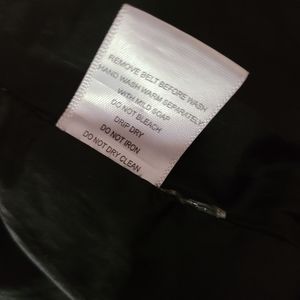 REMOVE BELT BEFORE WASH
HAND WASH WARM SEPARATELY
WITH MILD SOAP
DO NOT BLEACH
DRIP DRY
DO NOT IRON
DO NOT DRY CLEAN